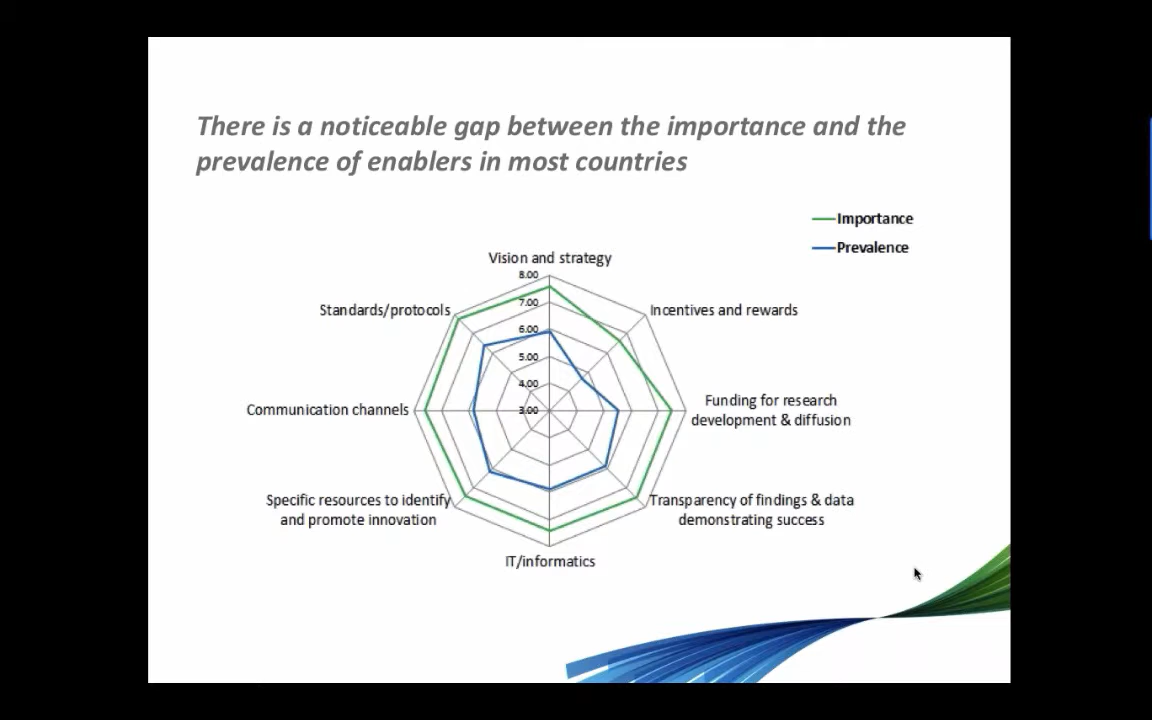 There is a noticeable gap between the importance and the
prevalence of enablers in most countries
Importance
Prevalence
Vision and strategy
8.00
7.00
6.00
5.00
4.00
3.00
Standards/protocols
Incentives and rewards
Communication channels
Funding for research
development & diffusion
Specific resources to identify
and promote innovation
Transparency of findings & data
demonstrating success
IT/informatics